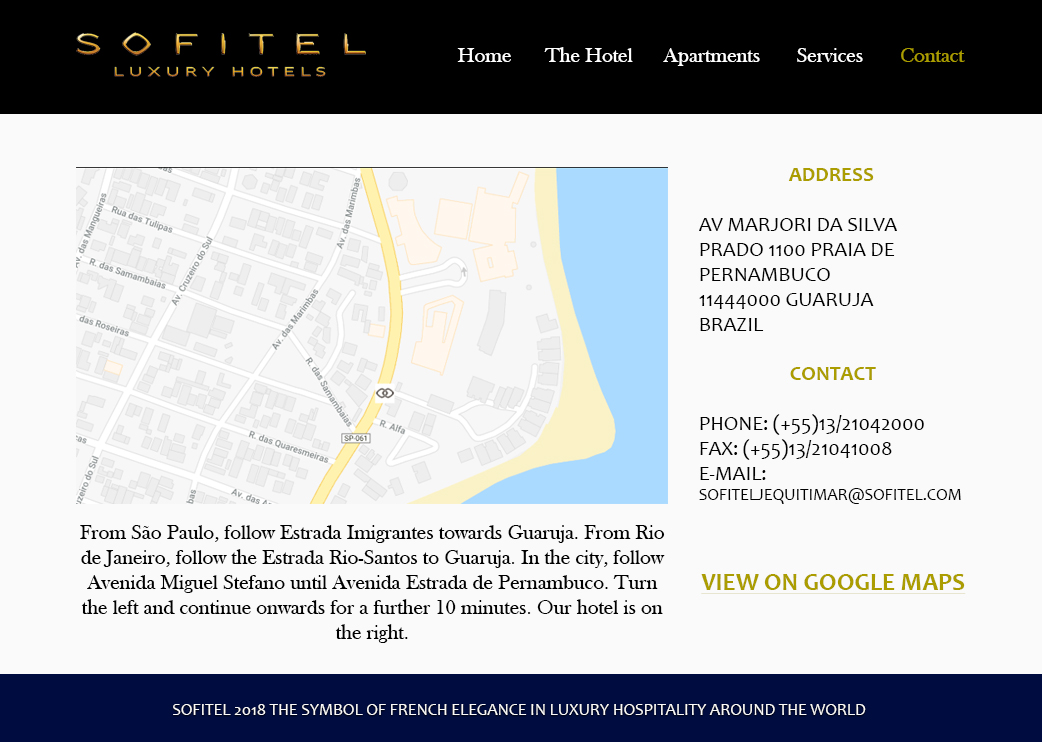 SOFITEL
LUXURY HOTELS
Home The Hotel Apartments Services Contact
Av. das Mangueiras
Rua das Tulipas
Av. Cruzeiro do Sul
R. das Samambaias
das Roseiras
Av. das Marimbas
Av. das Marimbas
R. das Samambaias
R. Alfa
SP-061
R. das Quaresmeiras
Cruzeiro do Sul
From São Paulo, follow Estrada Imigrantes towards Guaruja. From Rio
de Janeiro, follow the Estrada Rio-Santos to Guaruja. In the city, follow
Avenida Miguel Stefano until Avenida Estrada de Pernambuco. Turn
the left and continue onwards for a further 10 minutes. Our hotel is on
the right.
ADDRESS
AV MARJORI DA SILVA
PRADO 1100 PRAIA DE
PERNAMBUCO
11444000 GUARUJA
BRAZIL
CONTACT
PHONE: (+55)13/21042000
FAX: (+55)13/21041008
E-MAIL:
SOFITELJEQUITIMAR@SOFITEL.COM
VIEW ON GOOGLE MAPS
SOFITEL 2018 THE SYMBOL OF FRENCH ELEGANCE IN LUXURY HOSPITALITY AROUND THE WORLD